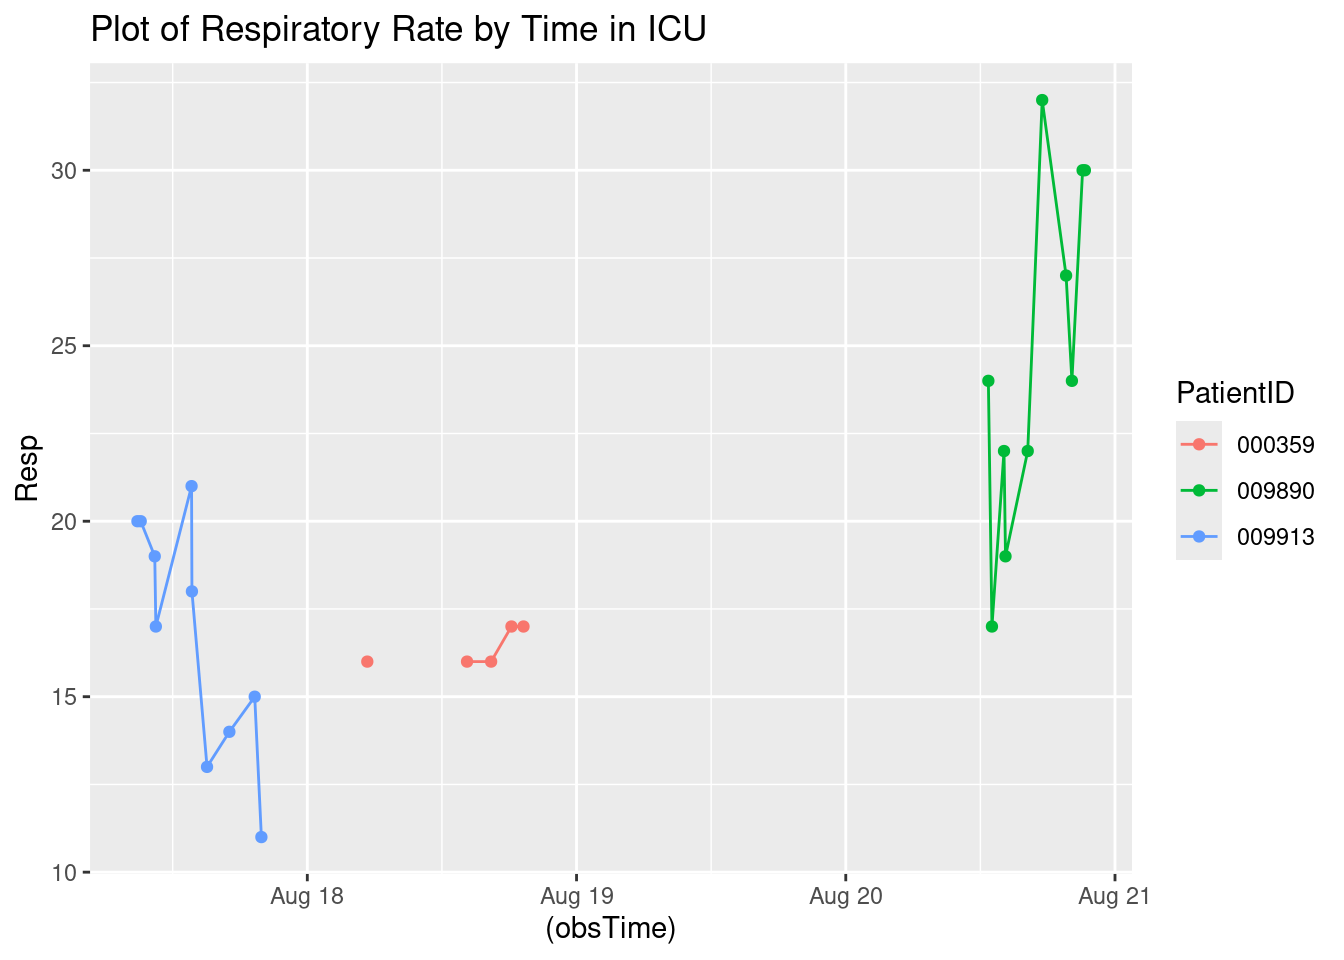 Plot of Respiratory Rate by Time in ICU
30
25
20
15
10
Resp
Aug 18
Aug 19
Aug 20
Aug 21
(obsTime)
PatientID
000359
009890
009913